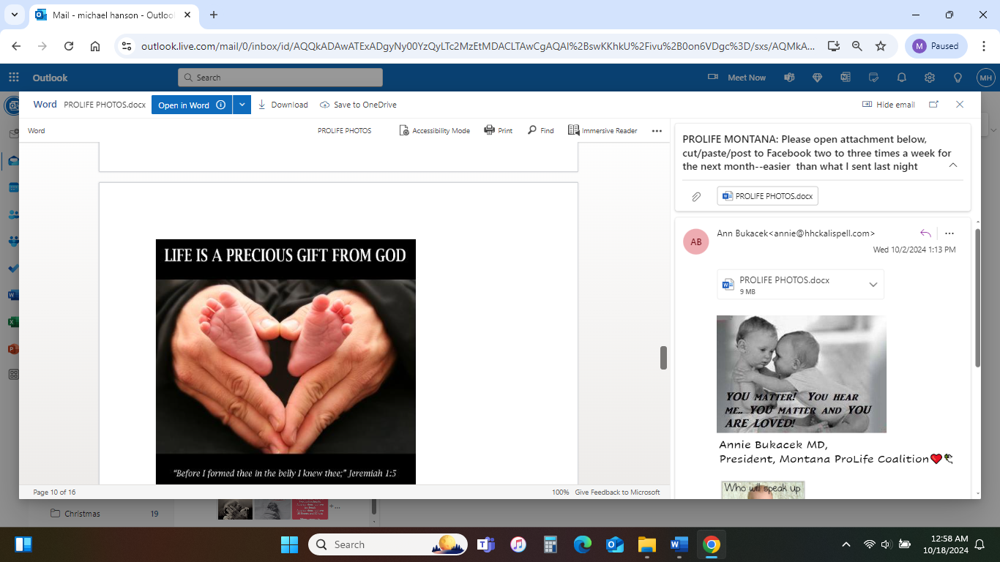 Mail - michael hanson - Outlook
outlook.live.com/mail/0/inbox/id/AQQkADAwATExADgyNy00YzQyLTc2MzEtMDACLTAwCgAQAI%2BswKKhkU%2Fivu%2B0on6VDgc%3D/sxs/AQMkA...
M Paused
Outlook
Search
Meet Now
MH
Word PROLIFE PHOTOS.docx Open in Word Download Save to OneDrive
Hide email
Word
PROLIFE PHOTOS
Accessibility Mode Print Find Immersive Reader
LIFE IS A PRECIOUS GIFT FROM GOD
"Before I formed thee in the belly I knew thee;" Jeremiah 1:5
Page 10 of 16
100% Give Feedback to Microsoft
PROLIFE MONTANA: Please open attachment below,
cut/paste/post to Facebook two to three times a week for
the next month--easier than what I sent last night
PROLIFE PHOTOS.docx
AB
Ann Bukacek<annie@hhckalispell.com>
Wed 10/2/2024 1:13 PM
PROLIFE PHOTOS.docx
9 MB
YOU MATTER! YOU HEAR
ME.. YOU MATTER AND YOU
ARE LOVED!
Annie Bukacek MD,
President, Montana ProLife Coalition
Who will speak up
Christmas 19
+...
Search
12:58 AM
10/18/2024